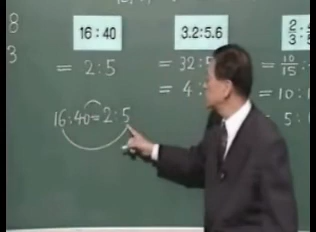 8
3
16 : 40
= 2 : 5
16 : 40 = 2 : 5
3.2 : 5.6
= 32 : 5
= 4 :
2/3 :
= 10/15 :
= 10 :
5 :